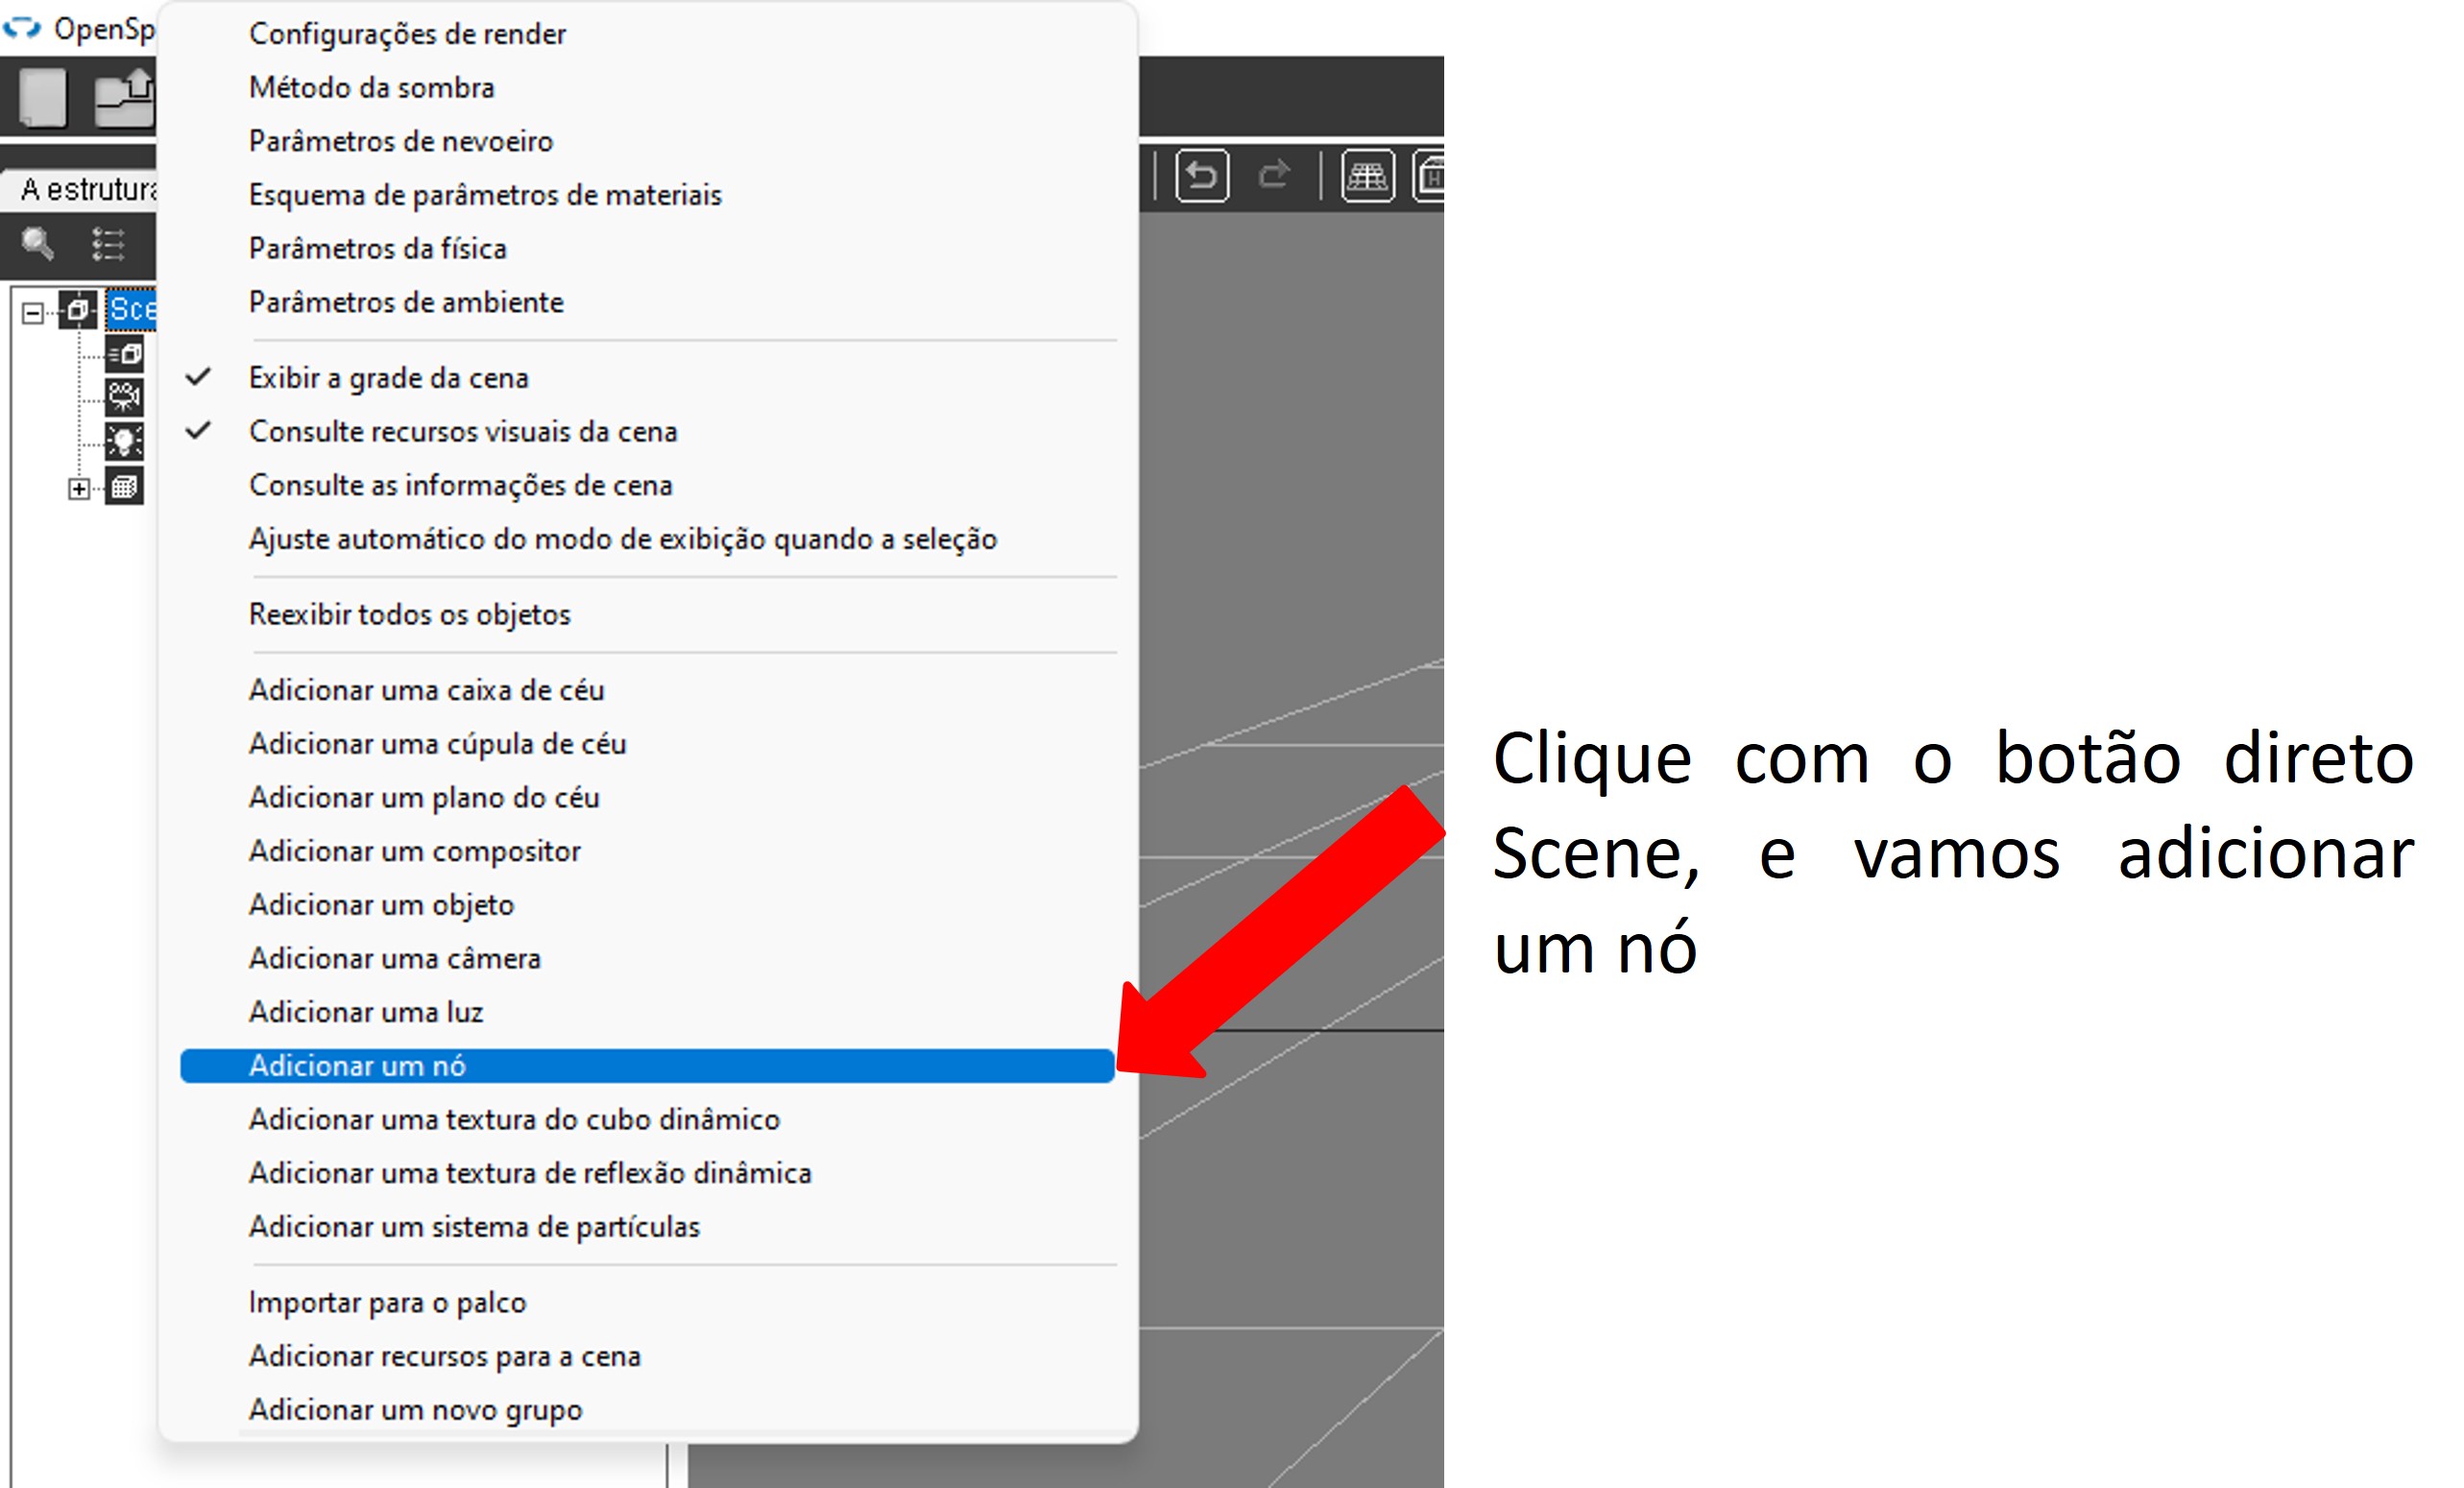 OpenSp
Configurações de render
Método da sombra
Parâmetros de nevoeiro
Esquema de parâmetros de materiais
Parâmetros da física
Parâmetros de ambiente
A estrutura
Sce
Exibir a grade da cena
Consulte recursos visuais da cena
Consulte as informações de cena
Ajuste automático do modo de exibição quando a seleção
Reexibir todos os objetos
Adicionar uma caixa de céu
Adicionar uma cúpula de céu
Adicionar um plano do céu
Adicionar um compositor
Adicionar um objeto
Adicionar uma câmera
Adicionar uma luz
Adicionar um nó
Adicionar uma textura do cubo dinâmico
Adicionar uma textura de reflexão dinâmica
Adicionar um sistema de partículas
Importar para o palco
Adicionar recursos para a cena
Adicionar um novo grupo
Clique com o botão direto
Scene, e vamos adicionar
um nó